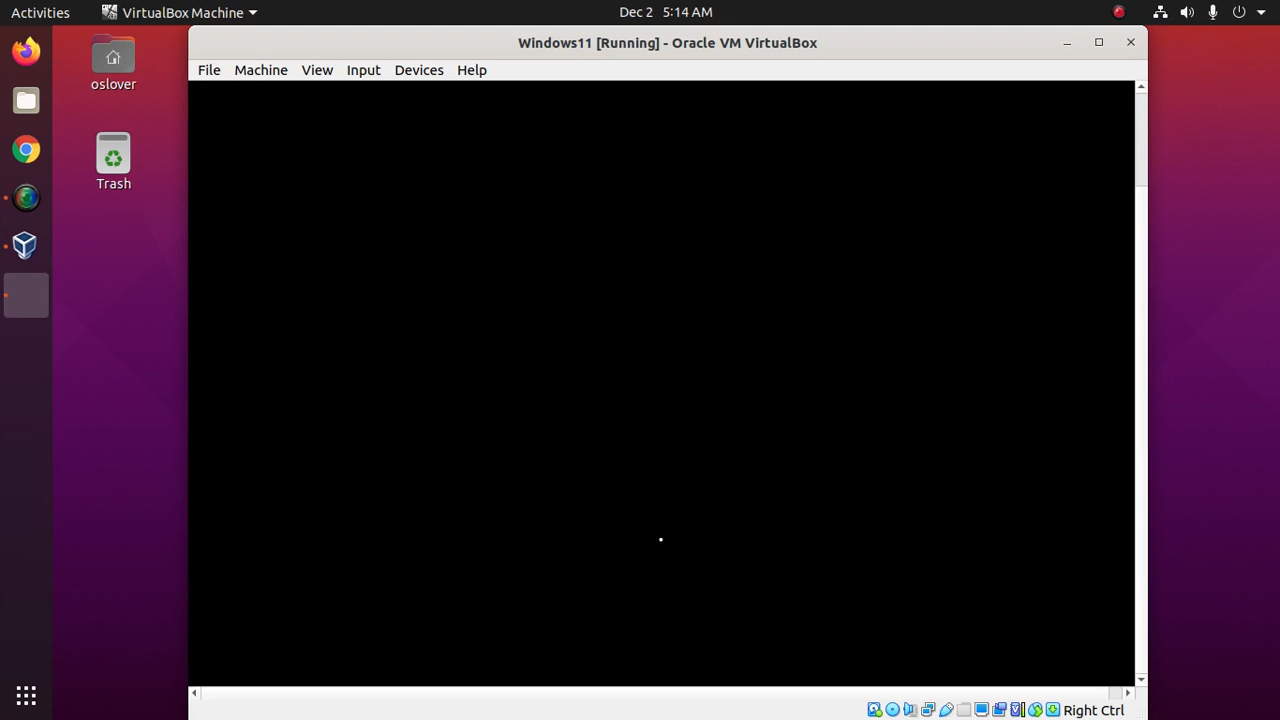 Activities
VirtualBox Machine
Dec 2 5:14 AM
oslover
Trash
Windows11 [Running] - Oracle VM VirtualBox
File Machine View Input Devices Help
Right Ctrl